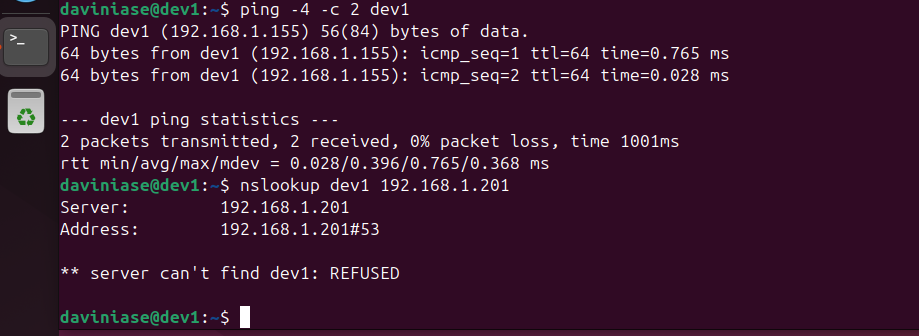 daviniase@dev1:~$ ping -4 -c 2 dev1
PING dev1 (192.168.1.155) 56(84) bytes of data.
64 bytes from dev1 (192.168.1.155): icmp_seq=1 ttl=64 time=0.765 ms
64 bytes from dev1 (192.168.1.155): icmp_seq=2 ttl=64 time=0.028 ms

--- dev1 ping statistics ---
2 packets transmitted, 2 received, 0% packet loss, time 1001ms
rtt min/avg/max/mdev = 0.028/0.396/0.765/0.368 ms
daviniase@dev1:~$ nslookup dev1 192.168.1.201
Server:		192.168.1.201
Address:	192.168.1.201#53

** server can't find dev1: REFUSED

daviniase@dev1:~$